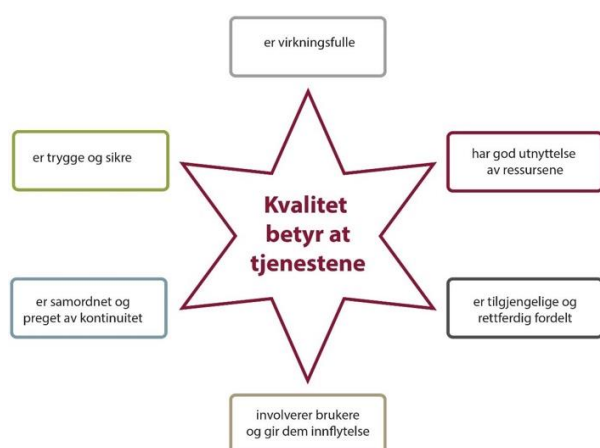 er virkningsfulle
er trygge og sikre
har god utnyttelse
av ressursene
Kvalitet
betyr at
tjenestene
er samordnet og
preget av kontinuitet
er tilgjengelige og
rettferdig fordelt
involverer brukere
og gir dem innflytelse